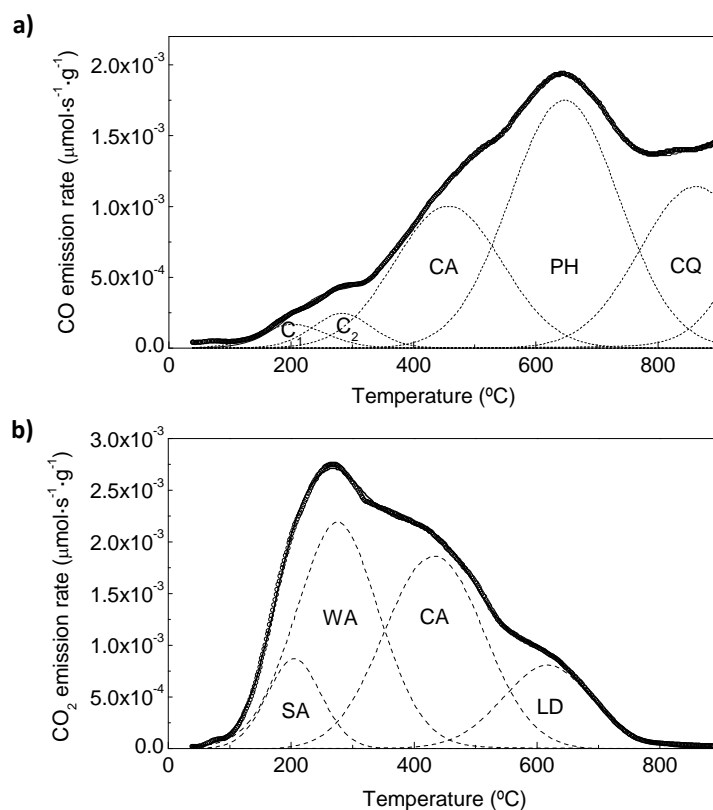 a)
CO emission rate (μmol·s⁻¹·g⁻¹)
2.0x10⁻³
1.5x10⁻³
1.0x10⁻³
5.0x10⁻⁴
0.0
C₁
C₂
CA
PH
CQ
0 200 400 600 800
Temperature (ºC)
b)
CO₂ emission rate (μmol·s⁻¹·g⁻¹)
3.0x10⁻³
2.5x10⁻³
2.0x10⁻³
1.5x10⁻³
1.0x10⁻³
5.0x10⁻⁴
0.0
SA
WA
CA
LD
0 200 400 600 800
Temperature (ºC)